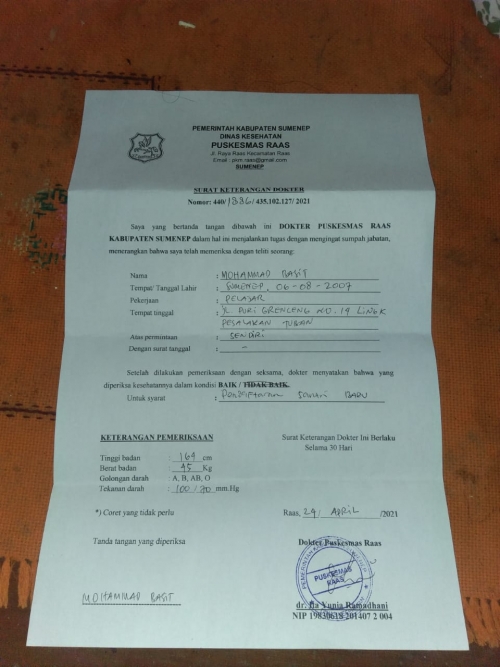 PEMERINTAH KABUPATEN SUMENEP
DINAS KESEHATAN
PUSKESMAS RAAS
Jl. Raya Raas Kecamatan Raas
Email : pkm.raas@gmail.com
SUMENEP
SURAT KETERANGAN DOKTER
Nomor: 440/1886/435.102.127/ 2021
Saya yang bertanda tangan dibawah ini DOKTER PUSKESMAS RAAS
KABUPATEN SUMENEP dalam hal ini menjalankan tugas dengan mengingat sumpah jabatan,
menerangkan bahwa saya telah memeriksa dengan teliti seorang:
Nama : MOHAMMAD BASIT
Tempat/ Tanggal Lahir : SUMENEP, 06-08-2007
Pekerjaan : PELAJAR
Tempat tinggal : JL. DURI GRENCENG NO. 19 LINGK
PESALAKAN TUBAN
Atas permintaan : SENDIRI
Dengan surat tanggal : -
Setelah dilakukan pemeriksaan dengan seksama, dokter menyatakan bahwa yang
diperiksa kesehatannya dalam kondisi BAIK / TIDAK BAIK.
Untuk syarat : BARU
KETERANGAN PEMERIKSAAN
Surat Keterangan Dokter Ini Berlaku
Selama 30 Hari
Tinggi badan : 164 cm
Berat badan : 45 Kg
Golongan darah : A, B, AB, O
Tekanan darah : 100/70 mm.Hg
*) Coret yang tidak perlu
Raas, 24/ APRIL /2021
Tanda tangan yang diperiksa
Dokter Puskesmas Raas
PUSKESMAS
RAAS
MOHAMMAD BASIT
dr. Ila Yunia Ramadhani
NIP 19830618 201407 2 004